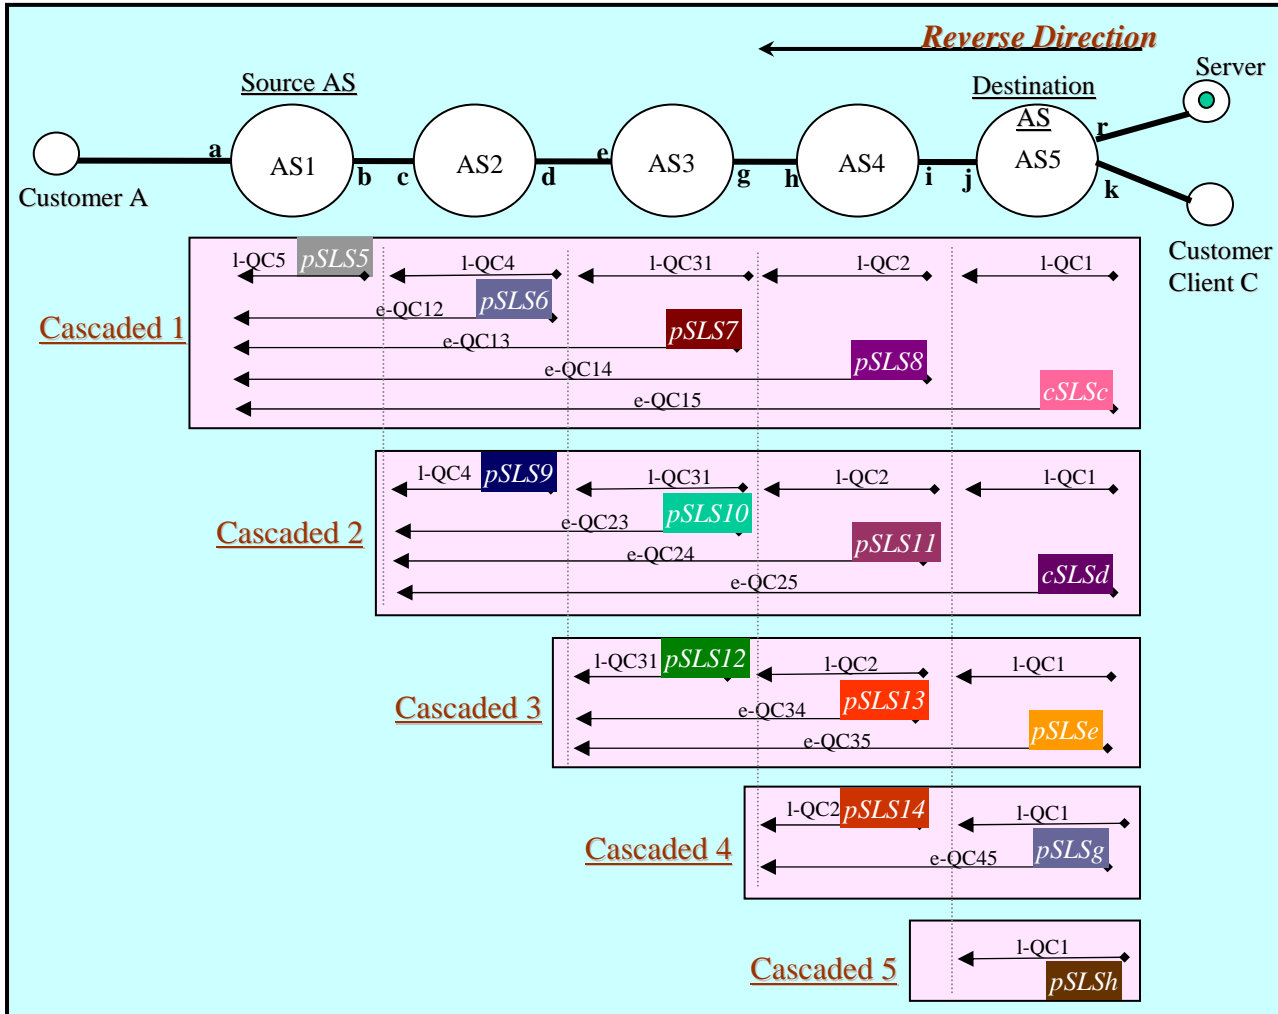 Reverse Direction
Source AS
Destination
AS
Server
a
AS1
b
c
AS2
d
e
AS3
g
h
AS4
i
j
AS5
r
k
Customer A
Customer
Client C
Cascaded 1
l-QC5
pSLS5
l-QC4
l-QC31
l-QC2
l-QC1
e-QC12
pSLS6
e-QC13
pSLS7
e-QC14
pSLS8
e-QC15
cSLSc
Cascaded 2
l-QC4
pSLS9
l-QC31
l-QC2
l-QC1
e-QC23
pSLS10
e-QC24
pSLS11
e-QC25
cSLSd
Cascaded 3
l-QC31
pSLS12
l-QC2
l-QC1
e-QC34
pSLS13
e-QC35
pSLSe
Cascaded 4
l-QC2
pSLS14
l-QC1
e-QC45
pSLSg
Cascaded 5
l-QC1
pSLSh